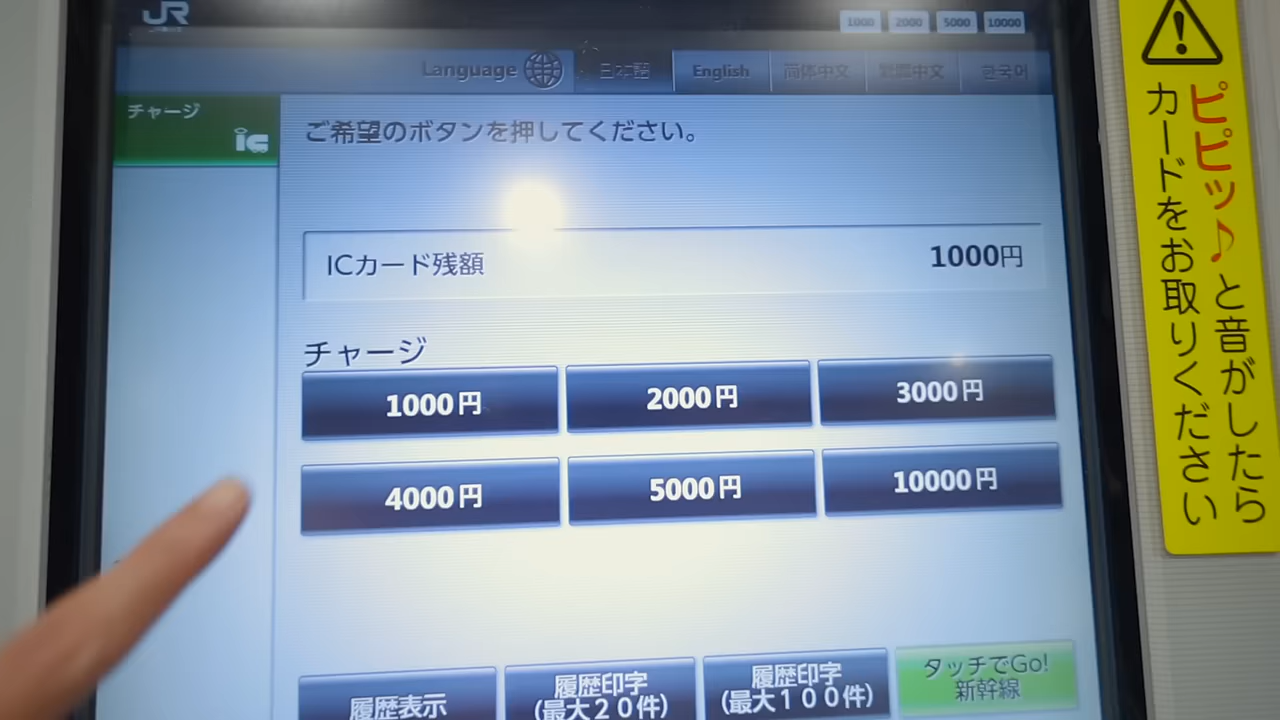 JR
1000 2000 5000 10000
Language 日本語 English 简体中文 繁體中文 한국어
チャージ
ic
ご希望のボタンを押してください。
ICカード残額 1000円
チャージ
1000円 2000円 3000円
4000円 5000円 10000円
履歴表示
履歴印字
(最大20件)
履歴印字
(最大100件)
タッチでGo!
新幹線
ピピッ♪と音がしたら
カードをお取りください